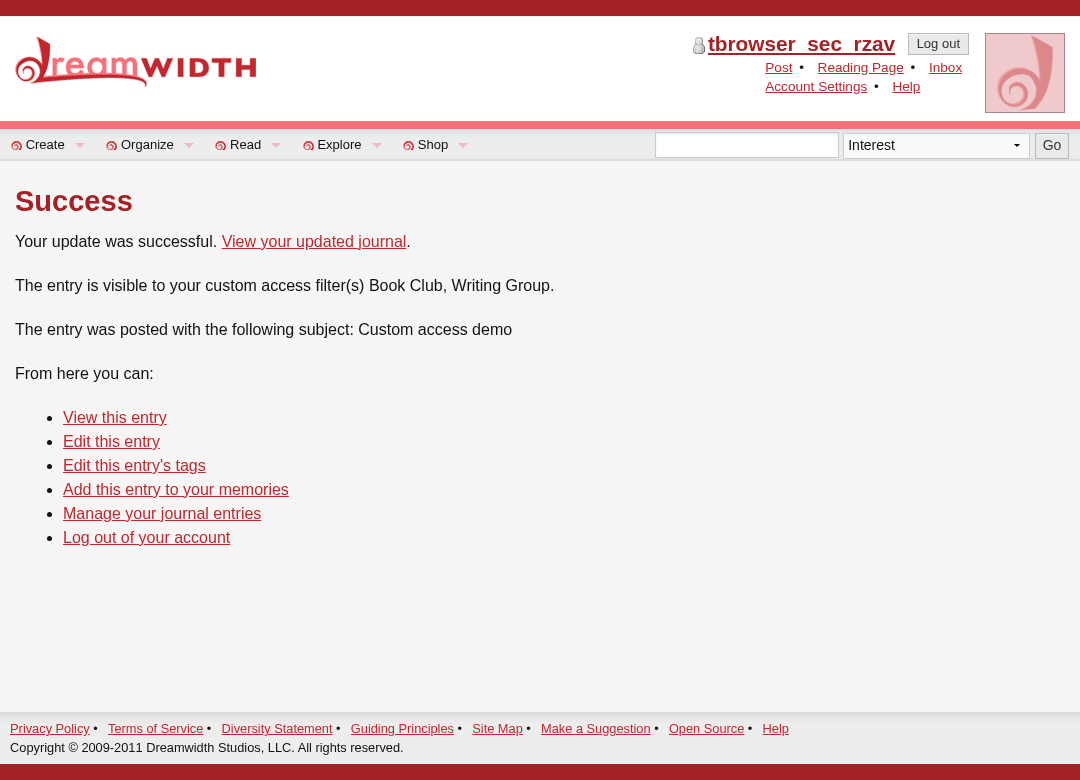 dreamWIDTH
tbrowser_sec_rzav Log out
Post • Reading Page • Inbox
Account Settings • Help
Create Organize Read Explore Shop Interest Go
Success
Your update was successful. View your updated journal.
The entry is visible to your custom access filter(s) Book Club, Writing Group.
The entry was posted with the following subject: Custom access demo
From here you can:
• View this entry
• Edit this entry
• Edit this entry's tags
• Add this entry to your memories
• Manage your journal entries
• Log out of your account
Privacy Policy • Terms of Service • Diversity Statement • Guiding Principles • Site Map • Make a Suggestion • Open Source • Help
Copyright © 2009-2011 Dreamwidth Studios, LLC. All rights reserved.